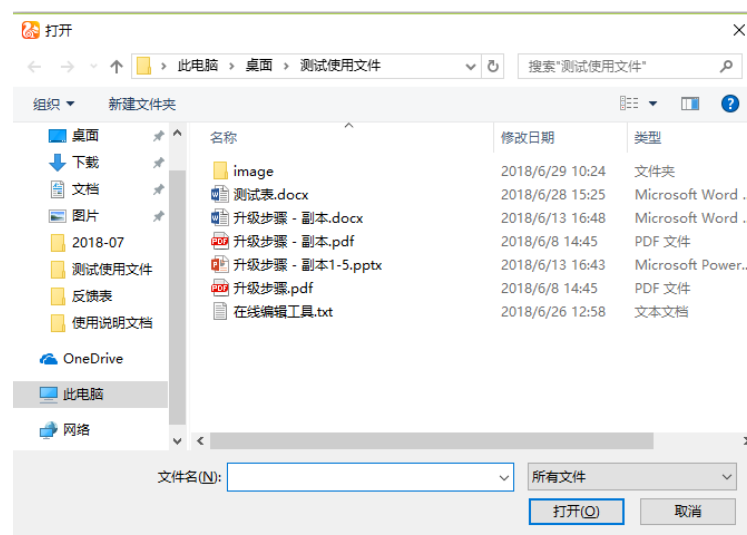 打开
此电脑 › 桌面 › 测试使用文件
搜索"测试使用文件"
组织 新建文件夹
桌面
下载
文档
图片
2018-07
测试使用文件
反馈表
使用说明文档
OneDrive
此电脑
网络
名称 修改日期 类型
image 2018/6/29 10:24 文件夹
测试表.docx 2018/6/28 15:25 Microsoft Word .
升级步骤 - 副本.docx 2018/6/13 16:48 Microsoft Word .
升级步骤 - 副本.pdf 2018/6/8 14:45 PDF 文件
升级步骤 - 副本1-5.pptx 2018/6/13 16:43 Microsoft Power..
升级步骤.pdf 2018/6/8 14:45 PDF 文件
在线编辑工具.txt 2018/6/26 12:58 文本文档
文件名(N): 所有文件
打开(O) 取消